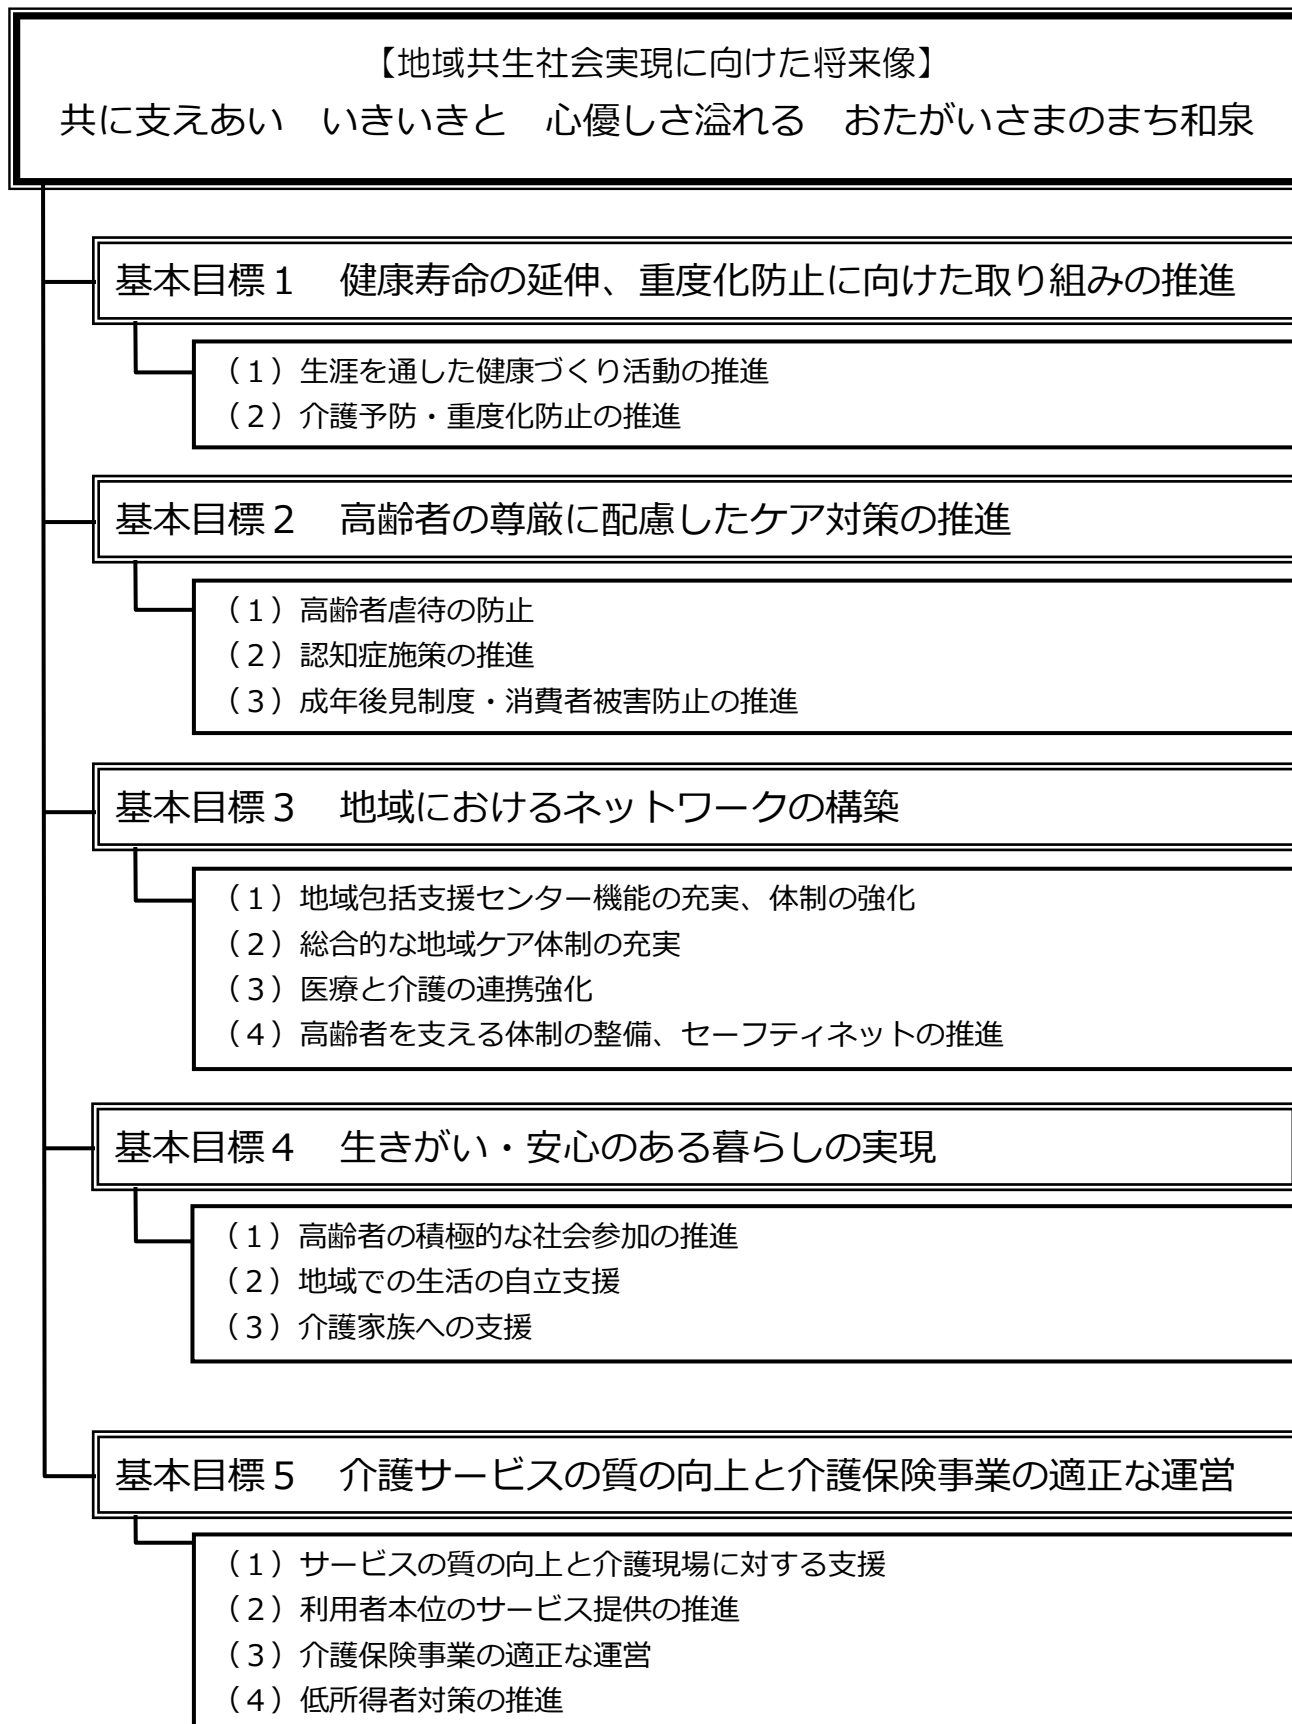 【地域共生社会実現に向けた将来像】
共に支えあい　いきいきと　心優しさ溢れる　おたがいさまのまち和泉
基本目標１　健康寿命の延伸、重度化防止に向けた取り組みの推進
（１）生涯を通した健康づくり活動の推進
（２）介護予防・重度化防止の推進
基本目標２　高齢者の尊厳に配慮したケア対策の推進
（１）高齢者虐待の防止
（２）認知症施策の推進
（３）成年後見制度・消費者被害防止の推進
基本目標３　地域におけるネットワークの構築
（１）地域包括支援センター機能の充実、体制の強化
（２）総合的な地域ケア体制の充実
（３）医療と介護の連携強化
（４）高齢者を支える体制の整備、セーフティネットの推進
基本目標４　生きがい・安心のある暮らしの実現
（１）高齢者の積極的な社会参加の推進
（２）地域での生活の自立支援
（３）介護家族への支援
基本目標５　介護サービスの質の向上と介護保険事業の適正な運営
（１）サービスの質の向上と介護現場に対する支援
（２）利用者本位のサービス提供の推進
（３）介護保険事業の適正な運営
（４）低所得者対策の推進